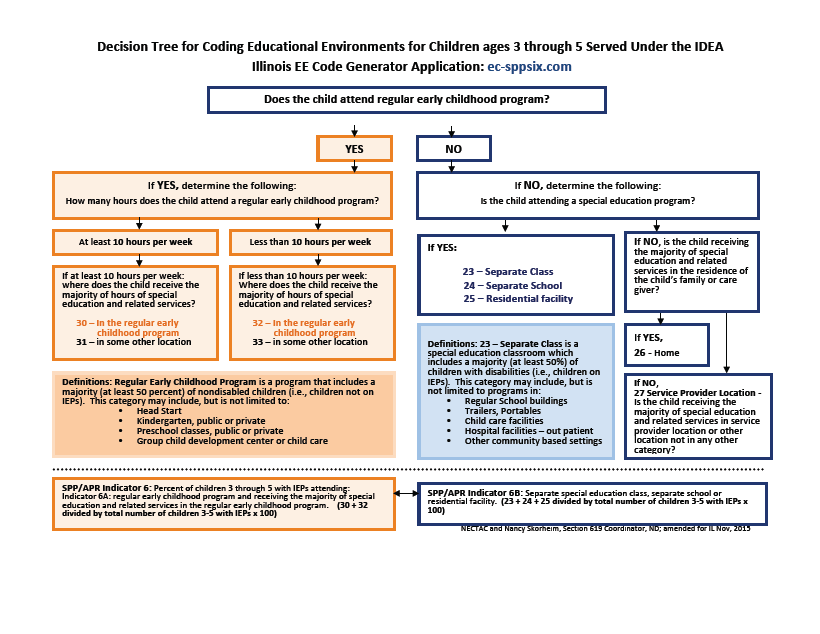 Decision Tree for Coding Educational Environments for Children ages 3 through 5 Served Under the IDEA
Illinois EE Code Generator Application: ec-sppsix.com
Does the child attend regular early childhood program?
YES
NO
If YES, determine the following:
How many hours does the child attend a regular early childhood program?
If NO, determine the following:
Is the child attending a special education program?
At least 10 hours per week
Less than 10 hours per week
If at least 10 hours per week:
where does the child receive the
majority of hours of special
education and related services?
30 – In the regular early
childhood program
31 – in some other location
If less than 10 hours per week:
Where does the child receive the
majority of hours of special
education and related services?
32 – In the regular early
childhood program
33 – in some other location
If YES:
23 – Separate Class
24 – Separate School
25 – Residential facility
If NO, is the child receiving
the majority of special
education and related
services in the residence of
the child's family or care
giver?
If YES,
26 - Home
If NO,
27 Service Provider Location -
Is the child receiving the
majority of special education
and related services in service
provider location or other
location not in any other
category?
Definitions: Regular Early Childhood Program is a program that includes a
majority (at least 50 percent) of nondisabled children (i.e., children not on
IEPs). This category may include, but is not limited to:
• Head Start
• Kindergarten, public or private
• Preschool classes, public or private
• Group child development center or child care
Definitions: 23 – Separate Class is a
special education classroom which
includes a majority (at least 50%) of
children with disabilities (i.e., children on
IEPs). This category may include, but is
not limited to programs in:
• Regular School buildings
• Trailers, Portables
• Child care facilities
• Hospital facilities – out patient
• Other community based settings
SPP/APR Indicator 6: Percent of children 3 through 5 with IEPs attending:
Indicator 6A: regular early childhood program and receiving the majority of special
education and related services in the regular early childhood program. (30 + 32
divided by total number of children 3-5 with IEPs x 100)
SPP/APR Indicator 6B: Separate special education class, separate school or
residential facility. (23 + 24 + 25 divided by total number of children 3-5 with IEPs x
100)
NECTAC and Nancy Skorheim, Section 619 Coordinator, ND; amended for IL Nov, 2015